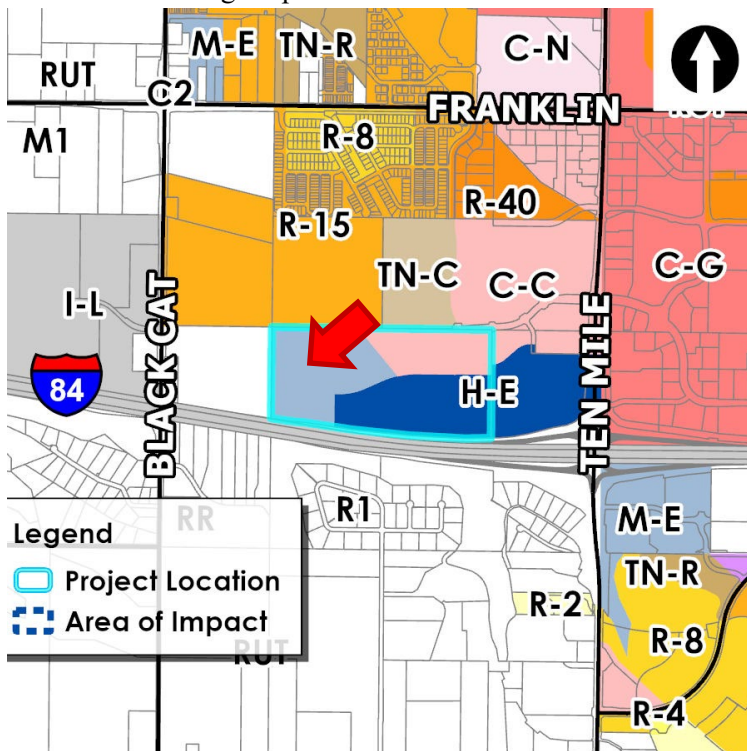 M-E
TN-R
C-N
RUT
C2
FRANKLIN
M1
R-8
R-40
R-15
TN-C
C-C
C-G
I-L
BLACK CAT
TEN MILE
84
H-E
RR
R1
M-E
Legend
Project Location
TN-R
R-2
Area of Impact
R-8
RUT
R-4